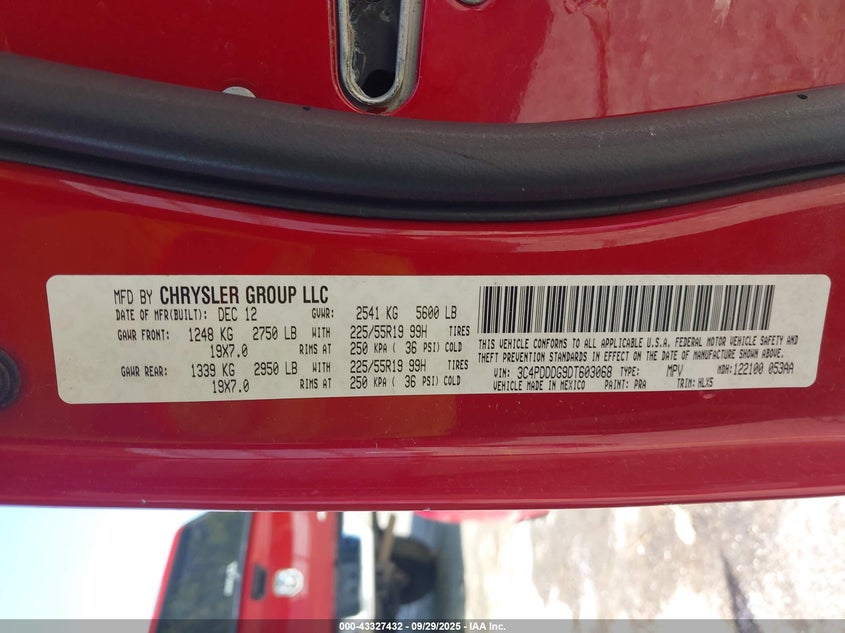 MFD BY CHRYSLER GROUP LLC
DATE OF MFR(BUILT): DEC 12 GVWR: 2541 KG 5600 LB
GAWR FRONT: 1248 KG 2750 LB WITH 225/55R19 99H TIRES
19X7.0 RIMS AT 250 KPA ( 36 PSI) COLD
GAWR REAR: 1339 KG 2950 LB WITH 225/55R19 99H TIRES
19X7.0 RIMS AT 250 KPA ( 36 PSI) COLD
THIS VEHICLE CONFORMS TO ALL APPLICABLE U.S.A. FEDERAL MOTOR VEHICLE SAFETY AND
THEFT PREVENTION STANDARDS IN EFFECT ON THE DATE OF MANUFACTURE SHOWN ABOVE.
VIN: 3C4PDDDG9DT603068 TYPE: MPV MDH:122100 053AA
VEHICLE MADE IN MEXICO PAINT: PRA TRIM: HLX5
000-43327432 - 09/29/2025 - IAA Inc.